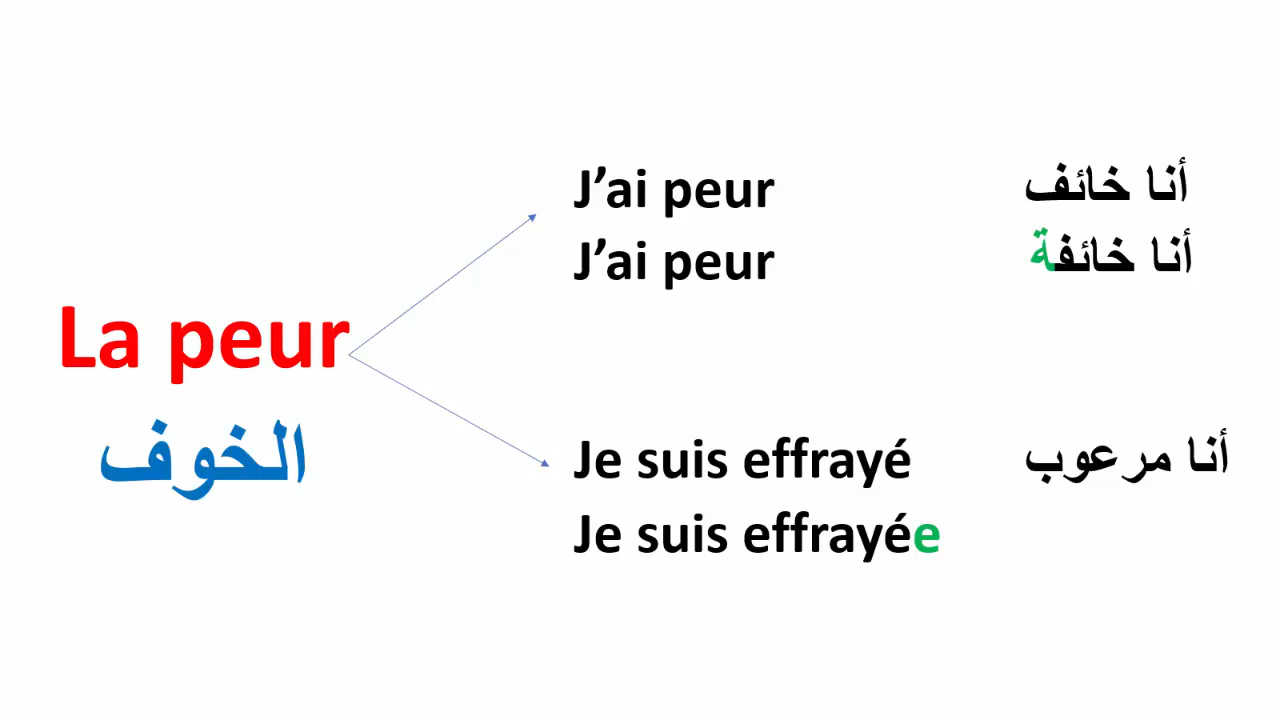 La peur
الخوف
J’ai peur
أنا خائف
J’ai peur
أنا خائفة
Je suis effrayé
أنا مرعوب
Je suis effrayée